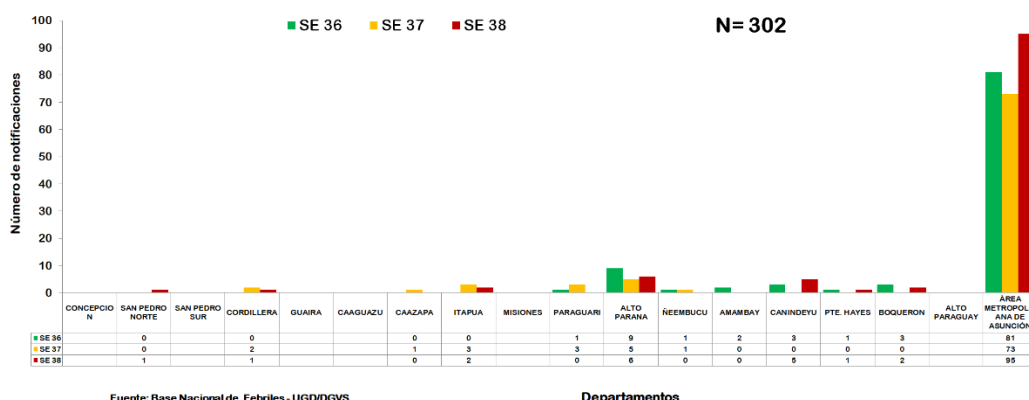 SE 36 SE 37 SE 38
N= 302
Número de notificaciones
100
90
80
70
60
50
40
30
20
10
0
CONCEPCIO
N
SAN PEDRO
NORTE
SAN PEDRO
SUR
CORDILLERA
GUAIRA
CAAGUAZU
CAAZAPA
ITAPUA
MISIONES
PARAGUARI
ALTO
PARANA
ÑEEMBUCU
AMAMBAY
CANINDEYU
PTE. HAYES
BOQUERON
ALTO
PARAGUAY
ÁREA
METROPOLIT
ANA DE
ASUNCIÓN
SE 36 0 0 0 0 1 9 1 2 3 1 3 81
SE 37 0 2 1 3 3 5 1 0 0 0 0 73
SE 38 1 1 0 2 0 6 0 0 5 1 2 95
Fuente: Base Nacional de Febriles - UGD/DGVS
Departamentos